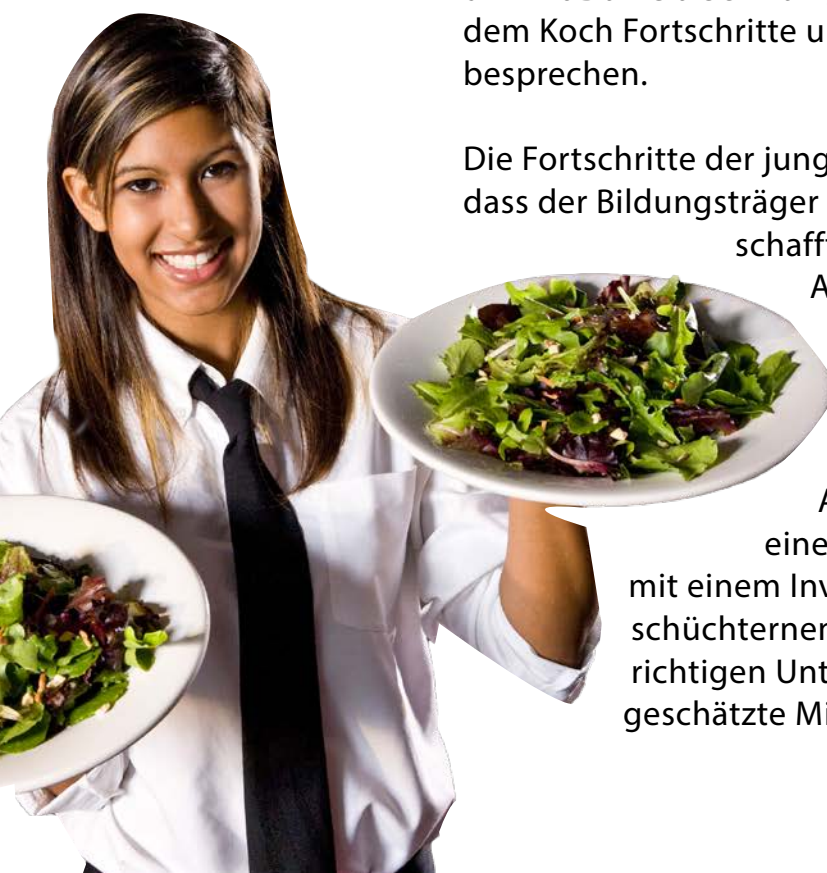 dem Koch Fortschritte u
besprechen.
Die Fortschritte der jung
dass der Bildungsträger
schafft
A
A
eine
mit einem Inv
schüchterner
richtigen Unt
geschätzte Mi